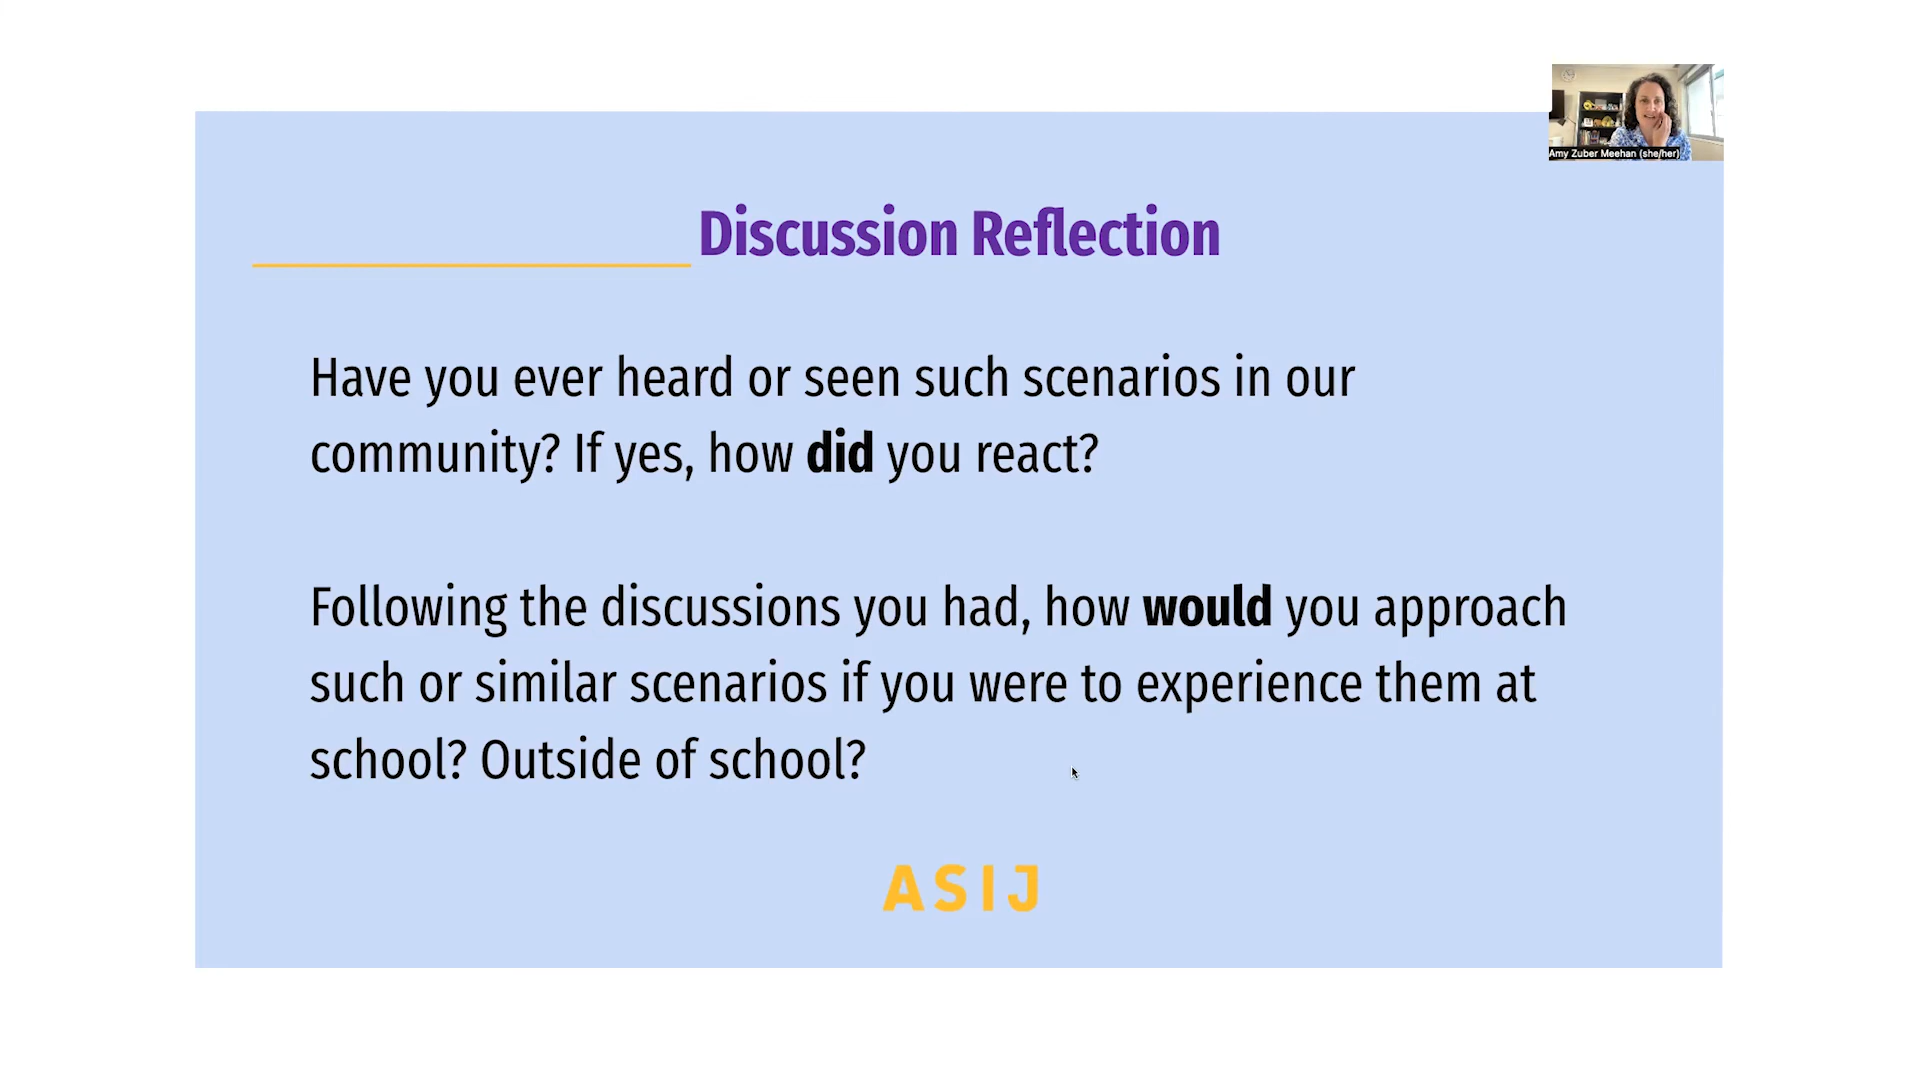 Amy Zuber Meehan (she/her)
Discussion Reflection
Have you ever heard or seen such scenarios in our
community? If yes, how did you react?
Following the discussions you had, how would you approach
such or similar scenarios if you were to experience them at
school? Outside of school?
ASIJ